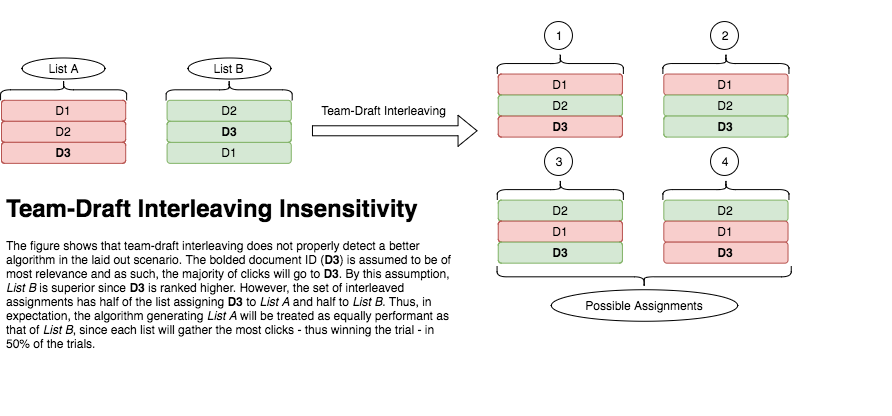 1
2
List A
List B
D1
D2
D3
D2
D3
D1
Team-Draft Interleaving
D1
D2
D3
D1
D2
D3
3
4
D2
D1
D3
D2
D1
D3
Possible Assignments
Team-Draft Interleaving Insensitivity
The figure shows that team-draft interleaving does not properly detect a better
algorithm in the laid out scenario. The bolded document ID (D3) is assumed to be of
most relevance and as such, the majority of clicks will go to D3. By this assumption,
List B is superior since D3 is ranked higher. However, the set of interleaved
assignments has half of the list assigning D3 to List A and half to List B. Thus, in
expectation, the algorithm generating List A will be treated as equally performant as
that of List B, since each list will gather the most clicks - thus winning the trial - in
50% of the trials.